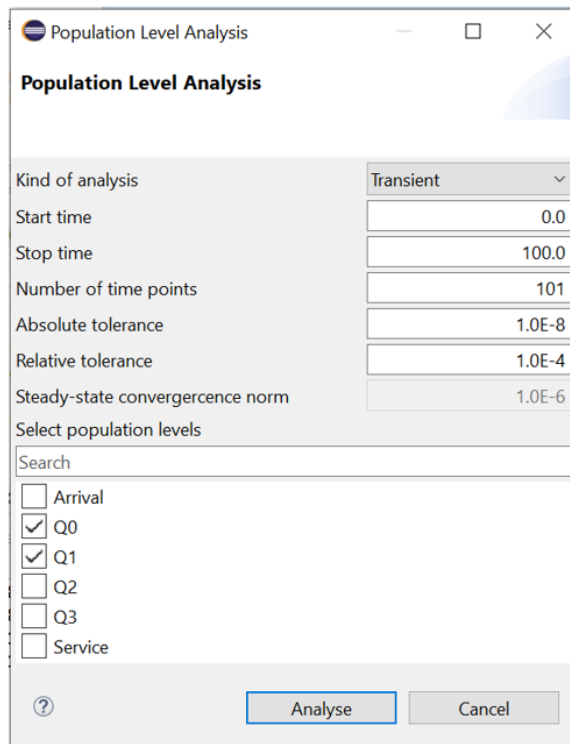 Population Level Analysis
Population Level Analysis
Kind of analysis Transient
Start time 0.0
Stop time 100.0
Number of time points 101
Absolute tolerance 1.0E-8
Relative tolerance 1.0E-4
Steady-state convergercence norm 1.0E-6
Select population levels
Search
Arrival
Q0
Q1
Q2
Q3
Service
? Analyse Cancel